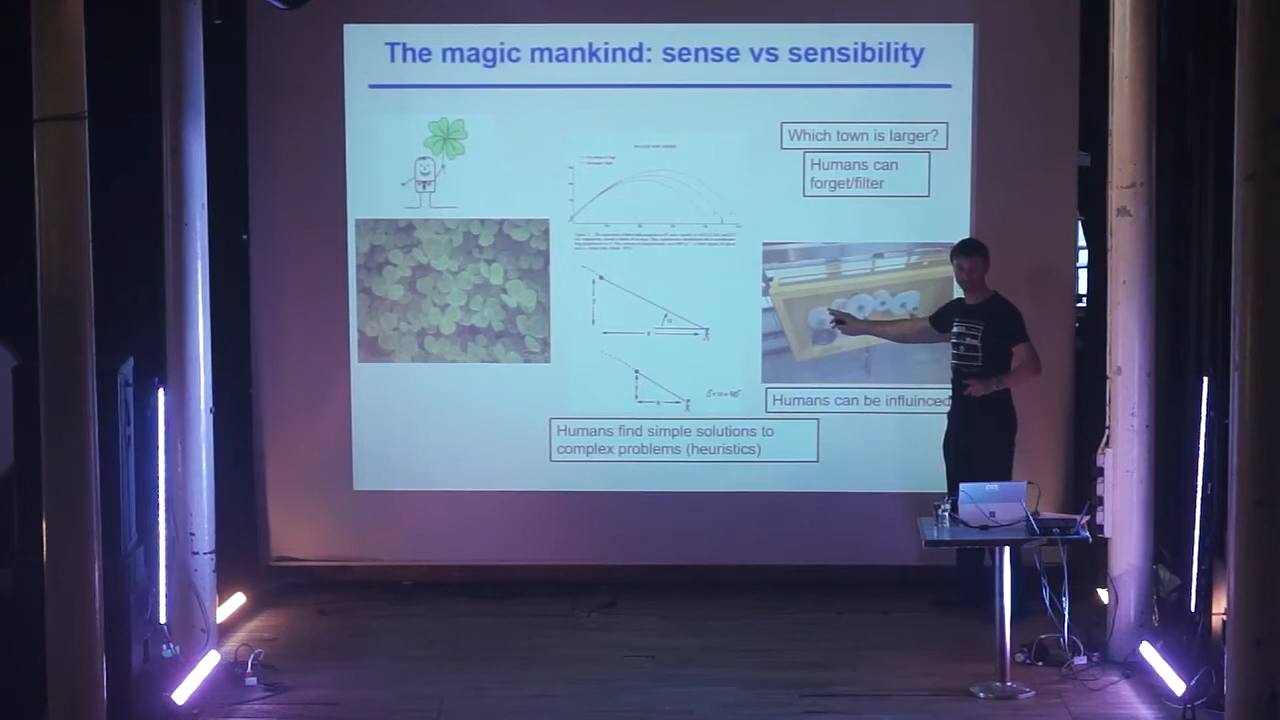 The magic mankind: sense vs sensibility
Which town is larger?
Humans can
forget/filter
Humans can be influinced
Humans find simple solutions to
complex problems (heuristics)